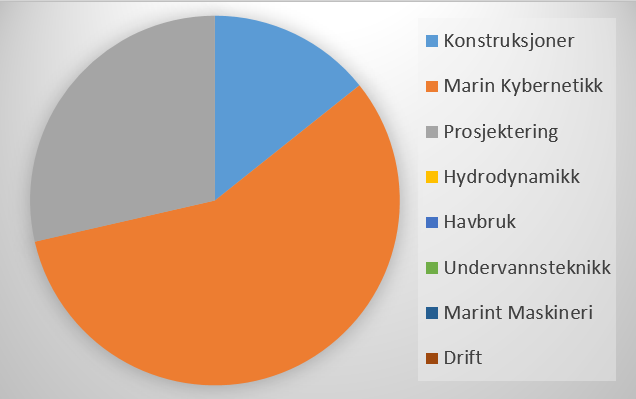 Konstruksjoner
Marin Kybernetikk
Prosjektering
Hydrodynamikk
Havbruk
Undervannsteknikk
Marint Maskineri
Drift